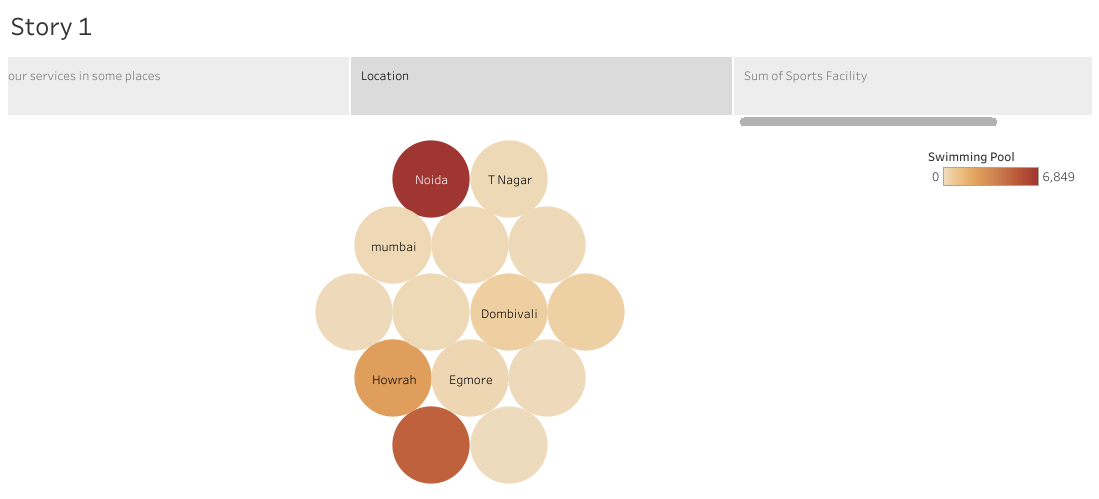 Story 1
our services in some places
Location
Sum of Sports Facility
Swimming Pool
0
6,849
Noida
T Nagar
mumbai
Dombivali
Howrah
Egmore